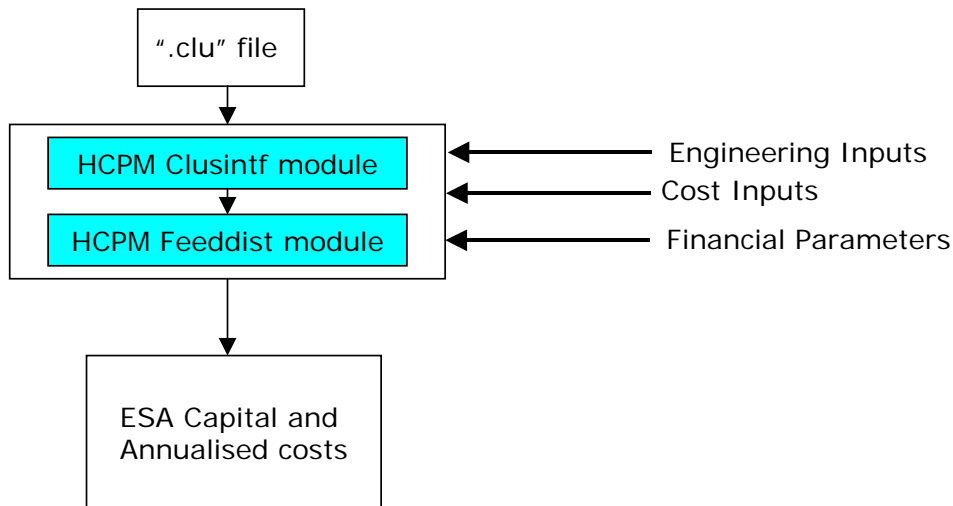 “.clu” file
HCPM Clusintf module
HCPM Feeddist module
Engineering Inputs
Cost Inputs
Financial Parameters
ESA Capital and
Annualised costs